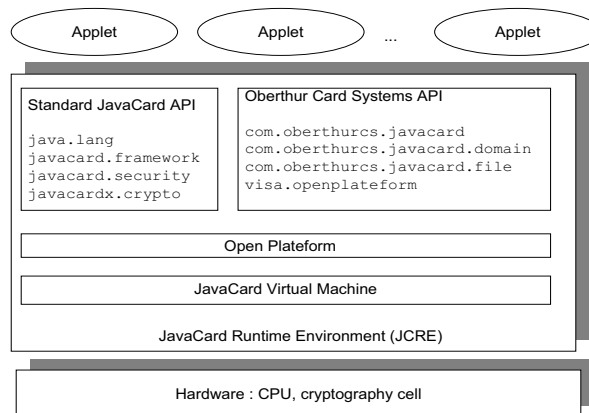 Applet
Applet
...
Applet
Standard JavaCard API
java.lang
javacard.framework
javacard.security
javacardx.crypto
Oberthur Card Systems API
com.oberthurcs.javacard
com.oberthurcs.javacard.domain
com.oberthurcs.javacard.file
visa.openplateform
Open Plateform
JavaCard Virtual Machine
JavaCard Runtime Environment (JCRE)
Hardware : CPU, cryptography cell